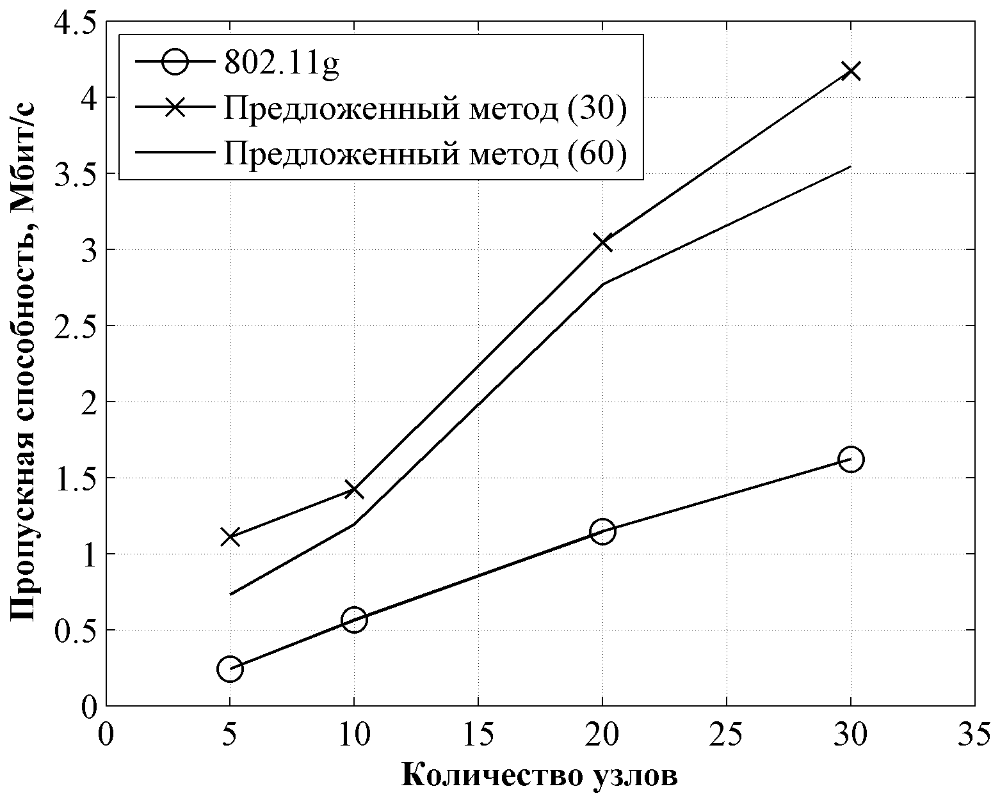 4.5
4
3.5
3
2.5
2
1.5
1
0.5
0
Пропускная способность, Мбит/с
802.11g
Предложенный метод (30)
Предложенный метод (60)
0 5 10 15 20 25 30 35
Количество узлов